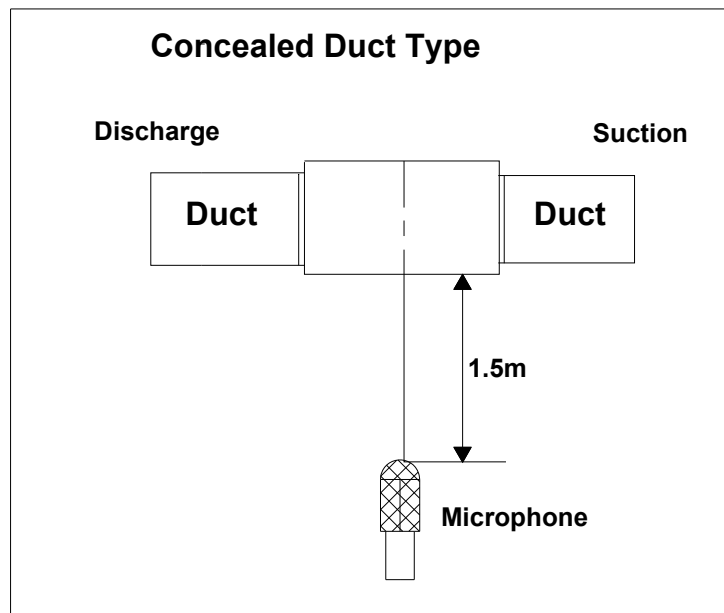 Concealed Duct Type
Discharge
Suction
Duct
Duct
1.5m
Microphone